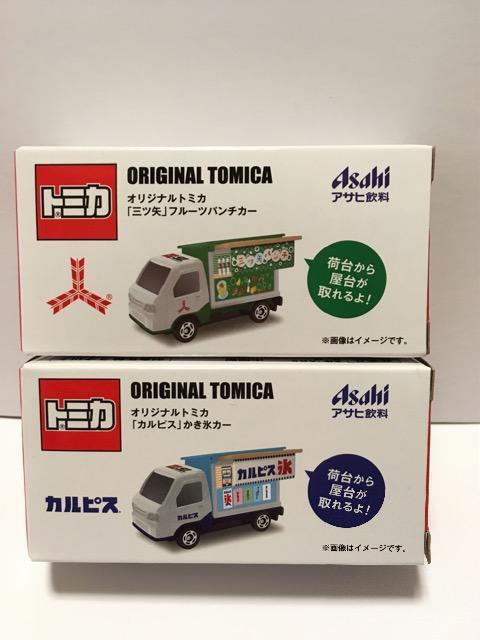 トミカ
ORIGINAL TOMICA
オリジナルトミカ
「三ツ矢」フルーツパンチカー
Asahi
アサヒ飲料
荷台から
屋台が
取れるよ!
※画像はイメージです。
トミカ
ORIGINAL TOMICA
オリジナルトミカ
「カルピス」かき氷カー
Asahi
アサヒ飲料
カルピス
カルピス氷
氷
カルピス
荷台から
屋台が
取れるよ!
※画像はイメージです。